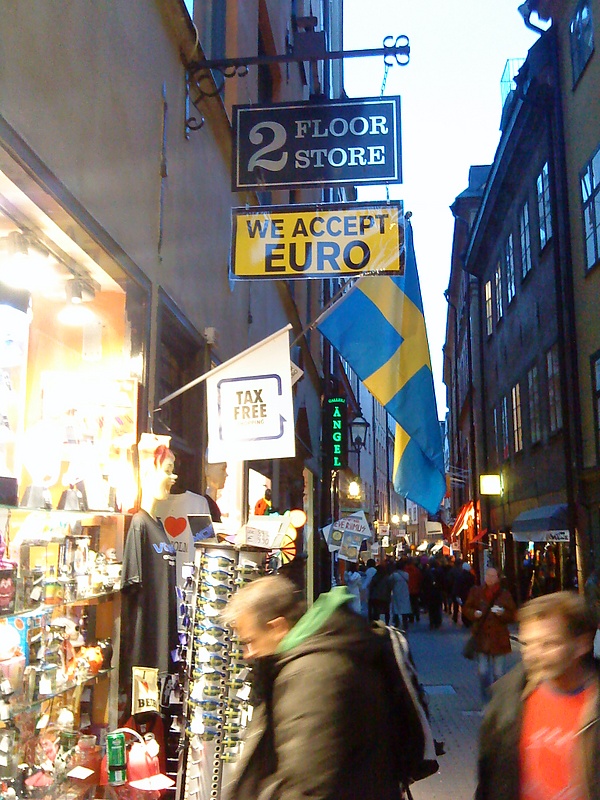 2 FLOOR
STORE
WE ACCEPT
EURO
TAX
FREE
ÄNGEL